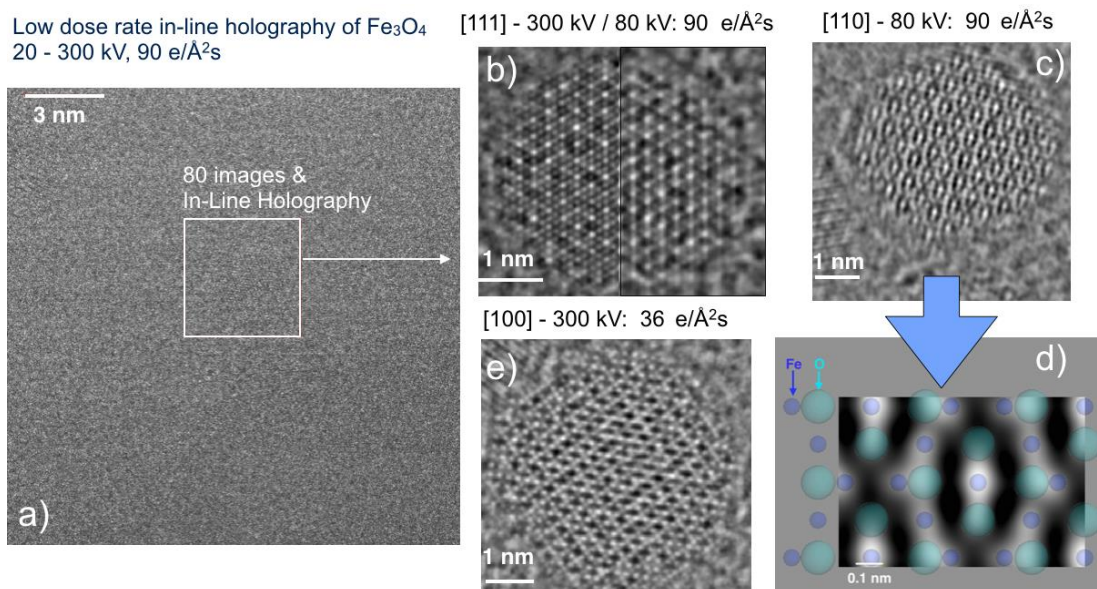 Low dose rate in-line holography of Fe₃O₄
20 - 300 kV, 90 e/Å²s
3 nm
80 images &
In-Line Holography
a)
[111] - 300 kV / 80 kV: 90 e/Å²s
b)
1 nm
[110] - 80 kV: 90 e/Å²s
c)
1 nm
[100] - 300 kV: 36 e/Å²s
e)
1 nm
d)
Fe
O
0.1 nm